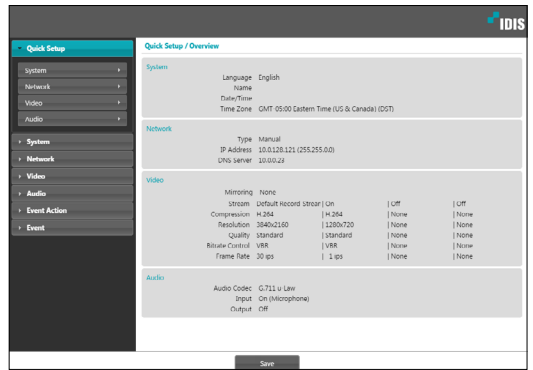 IDIS
Quick Setup
System
Network
Video
Audio
System
Network
Video
Audio
Event Action
Event
Quick Setup / Overview
System
Language English
Name
Date/Time
Time Zone GMT-05:00 Eastern Time (US & Canada) (DST)
Network
Type Manual
IP Address 10.0.128.121 (255.255.0.0)
DNS Server 10.0.0.23
Video
Mirroring None
Stream Default Record Strear | On | Off | Off
Compression H.264 | H.264 | None | None
Resolution 3840x2160 | 1280x720 | None | None
Quality Standard | Standard | None | None
Bitrate Control VBR | VBR | None | None
Frame Rate 30 ips | 1 ips | None | None
Audio
Audio Codec G.711 u-Law
Input On (Microphone)
Output Off
Save